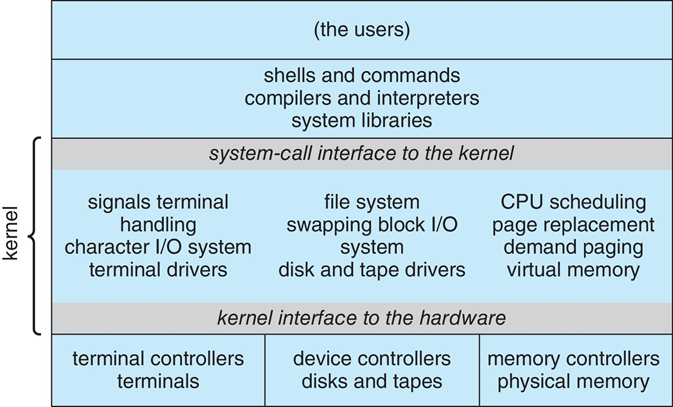 (the users)
shells and commands
compilers and interpreters
system libraries
system-call interface to the kernel
kernel
signals terminal
handling
character I/O system
terminal drivers
file system
swapping block I/O
system
disk and tape drivers
CPU scheduling
page replacement
demand paging
virtual memory
kernel interface to the hardware
terminal controllers
terminals
device controllers
disks and tapes
memory controllers
physical memory